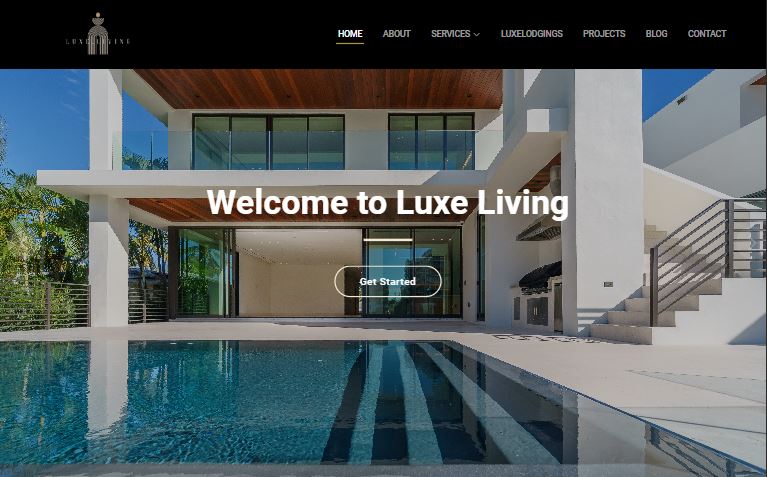 LUXE LIVING
HOME ABOUT SERVICES LUXELODGINGS PROJECTS BLOG CONTACT
Welcome to Luxe Living
Get Started